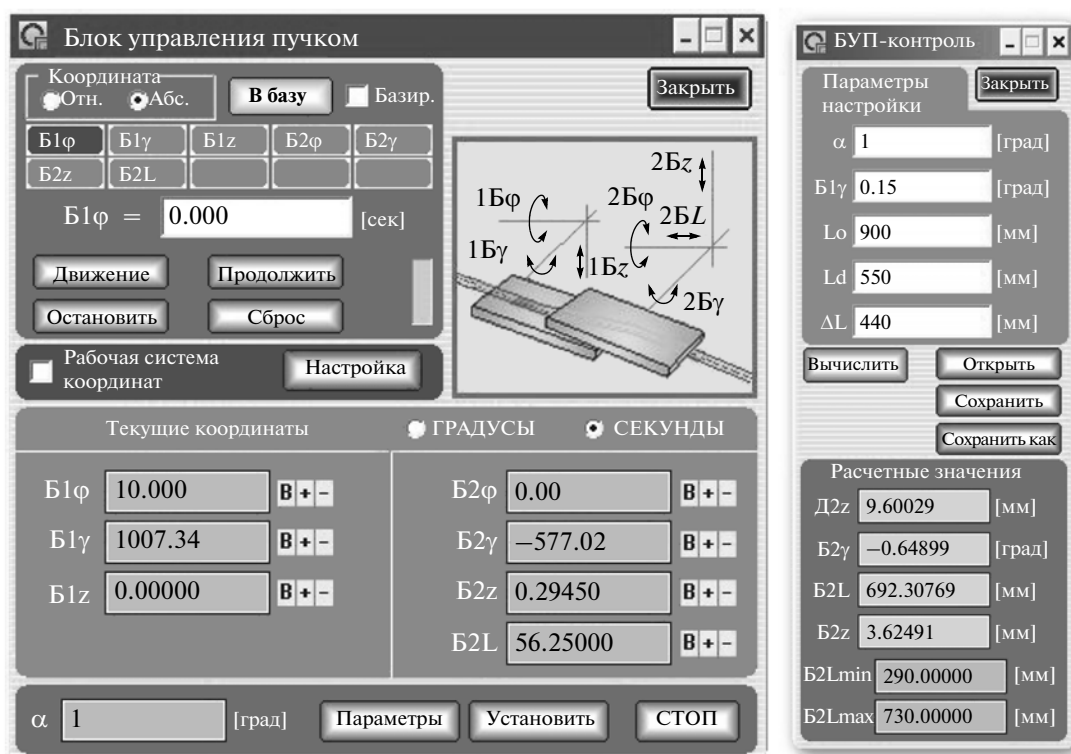 Блок управления пучком
Координата
Отн. Абс. В базу Базир.
Закрыть
Б1φ Б1γ Б1z Б2φ Б2γ
Б2z Б2L
Б1φ = 0.000 [сек]
Движение Продолжить
Остановить Сброс
Рабочая система
координат
Настройка
2Бz
1Бφ 2Бφ
2БL
1Бγ 1Бz
2Бγ
Текущие координаты ГРАДУСЫ СЕКУНДЫ
Б1φ 10.000 В + −
Б1γ 1007.34 В + −
Б1z 0.00000 В + −
Б2φ 0.00 В + −
Б2γ −577.02 В + −
Б2z 0.29450 В + −
Б2L 56.25000 В + −
α 1 [град] Параметры Установить СТОП
БУП-контроль
Параметры
настройки
Закрыть
α 1 [град]
Б1γ 0.15 [град]
Lo 900 [мм]
Ld 550 [мм]
ΔL 440 [мм]
Вычислить Открыть
Сохранить
Сохранить как
Расчетные значения
Д2z 9.60029 [мм]
Б2γ −0.64899 [град]
Б2L 692.30769 [мм]
Б2z 3.62491 [мм]
Б2Lmin 290.00000 [мм]
Б2Lmax 730.00000 [мм]